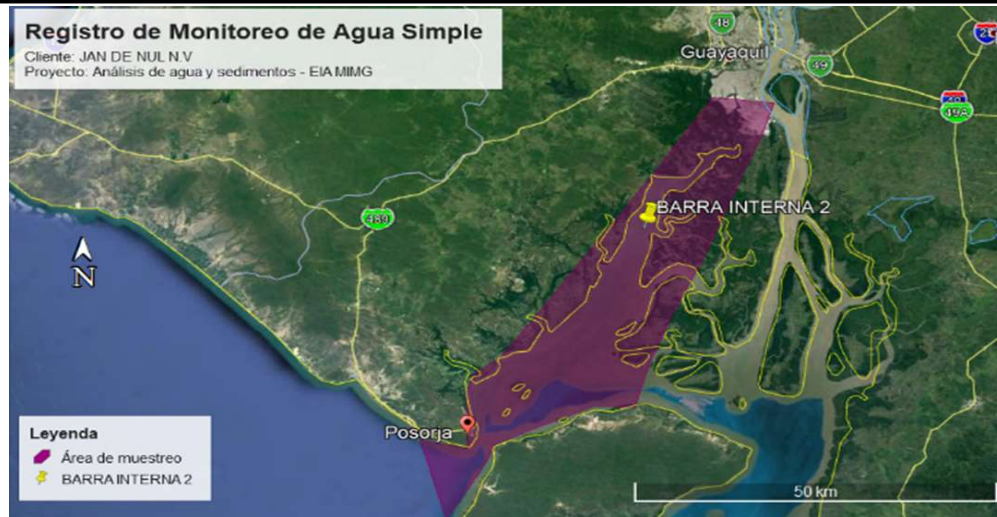 Registro de Monitoreo de Agua Simple
Cliente: JAN DE NUL N.V
Proyecto: Análisis de agua y sedimentos - EIA MIMG
48
Guayaquil
49
40
49A
BARRA INTERNA 2
489
N
Posorja
Leyenda
Área de muestreo
BARRA INTERNA 2
50 km